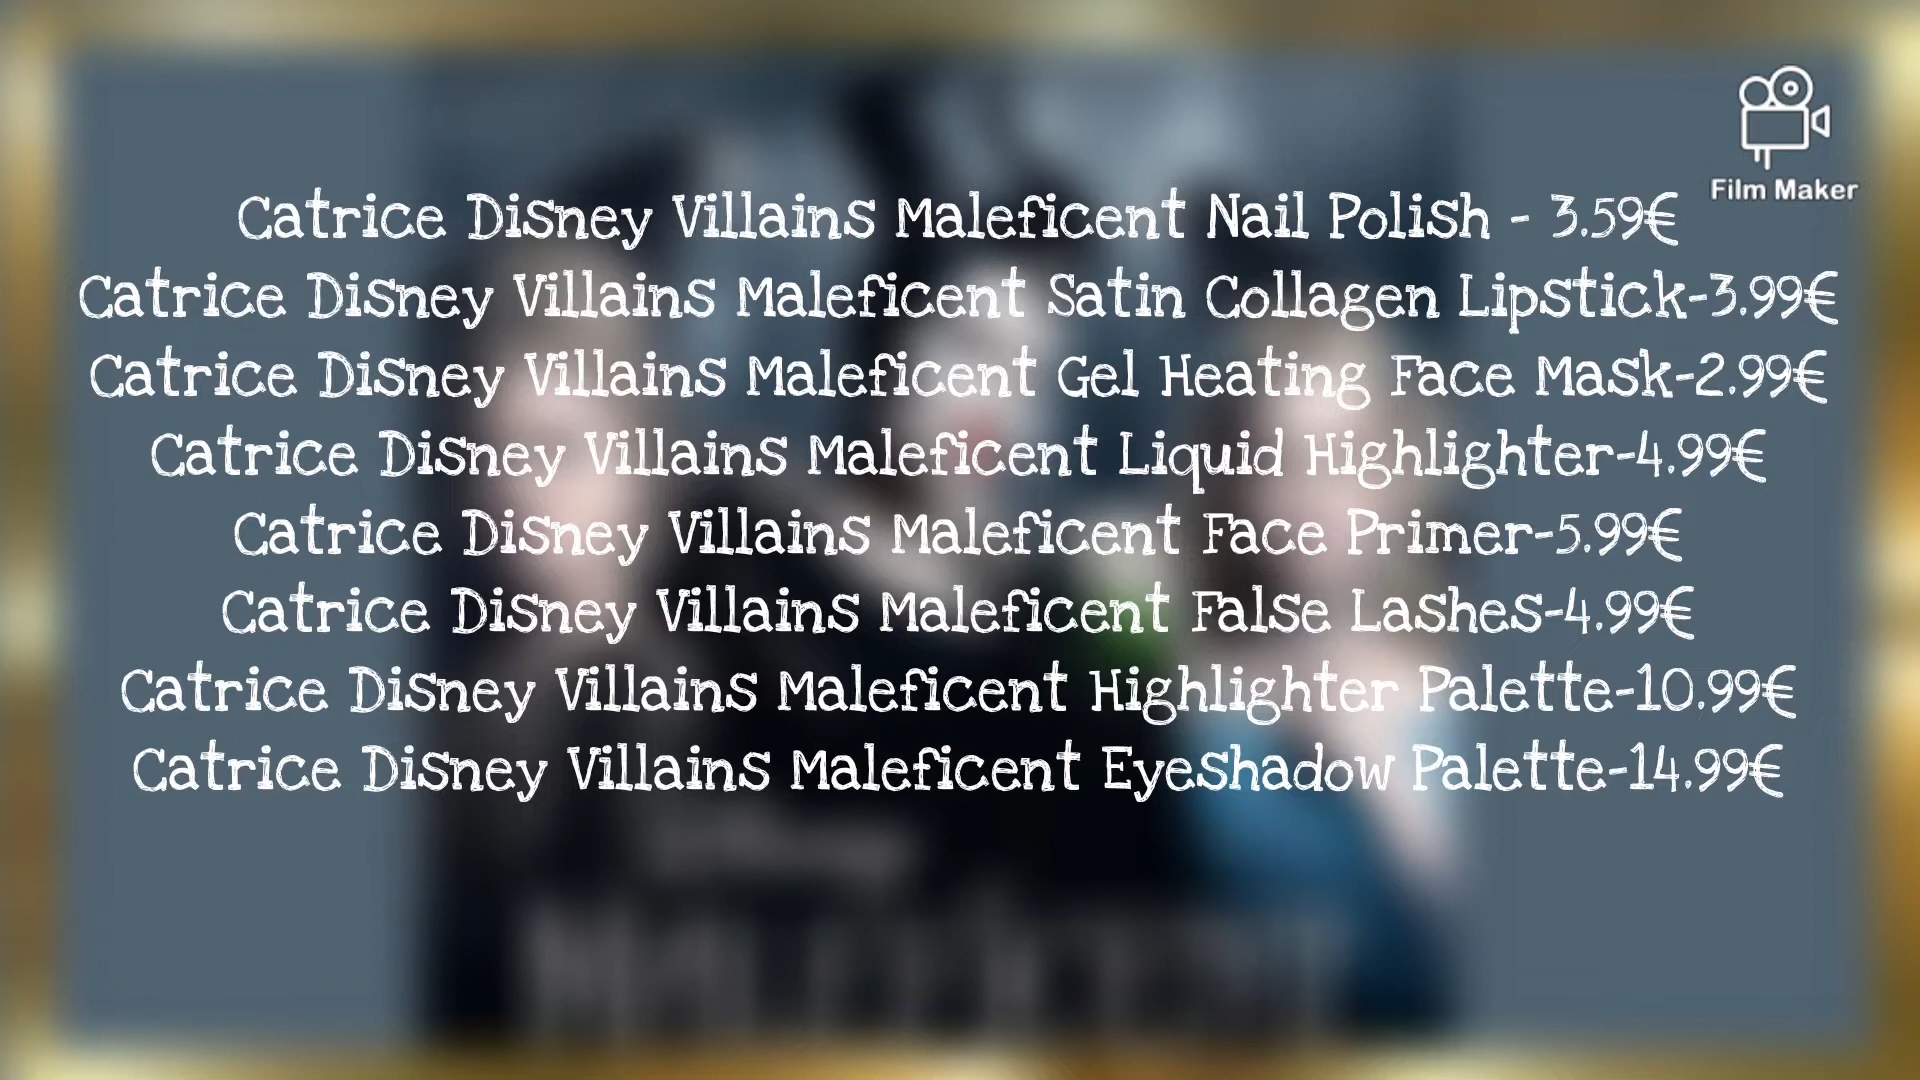 Film Maker
Catrice Disney Villains Maleficent Nail Polish - 3.59€
Catrice Disney Villains Maleficent Satin Collagen Lipstick-3.99€
Catrice Disney Villains Maleficent Gel Heating Face Mask-2.99€
Catrice Disney Villains Maleficent Liquid Highlighter-4.99€
Catrice Disney Villains Maleficent Face Primer-5.99€
Catrice Disney Villains Maleficent False Lashes-4.99€
Catrice Disney Villains Maleficent Highlighter Palette-10.99€
Catrice Disney Villains Maleficent Eyeshadow Palette-14.99€